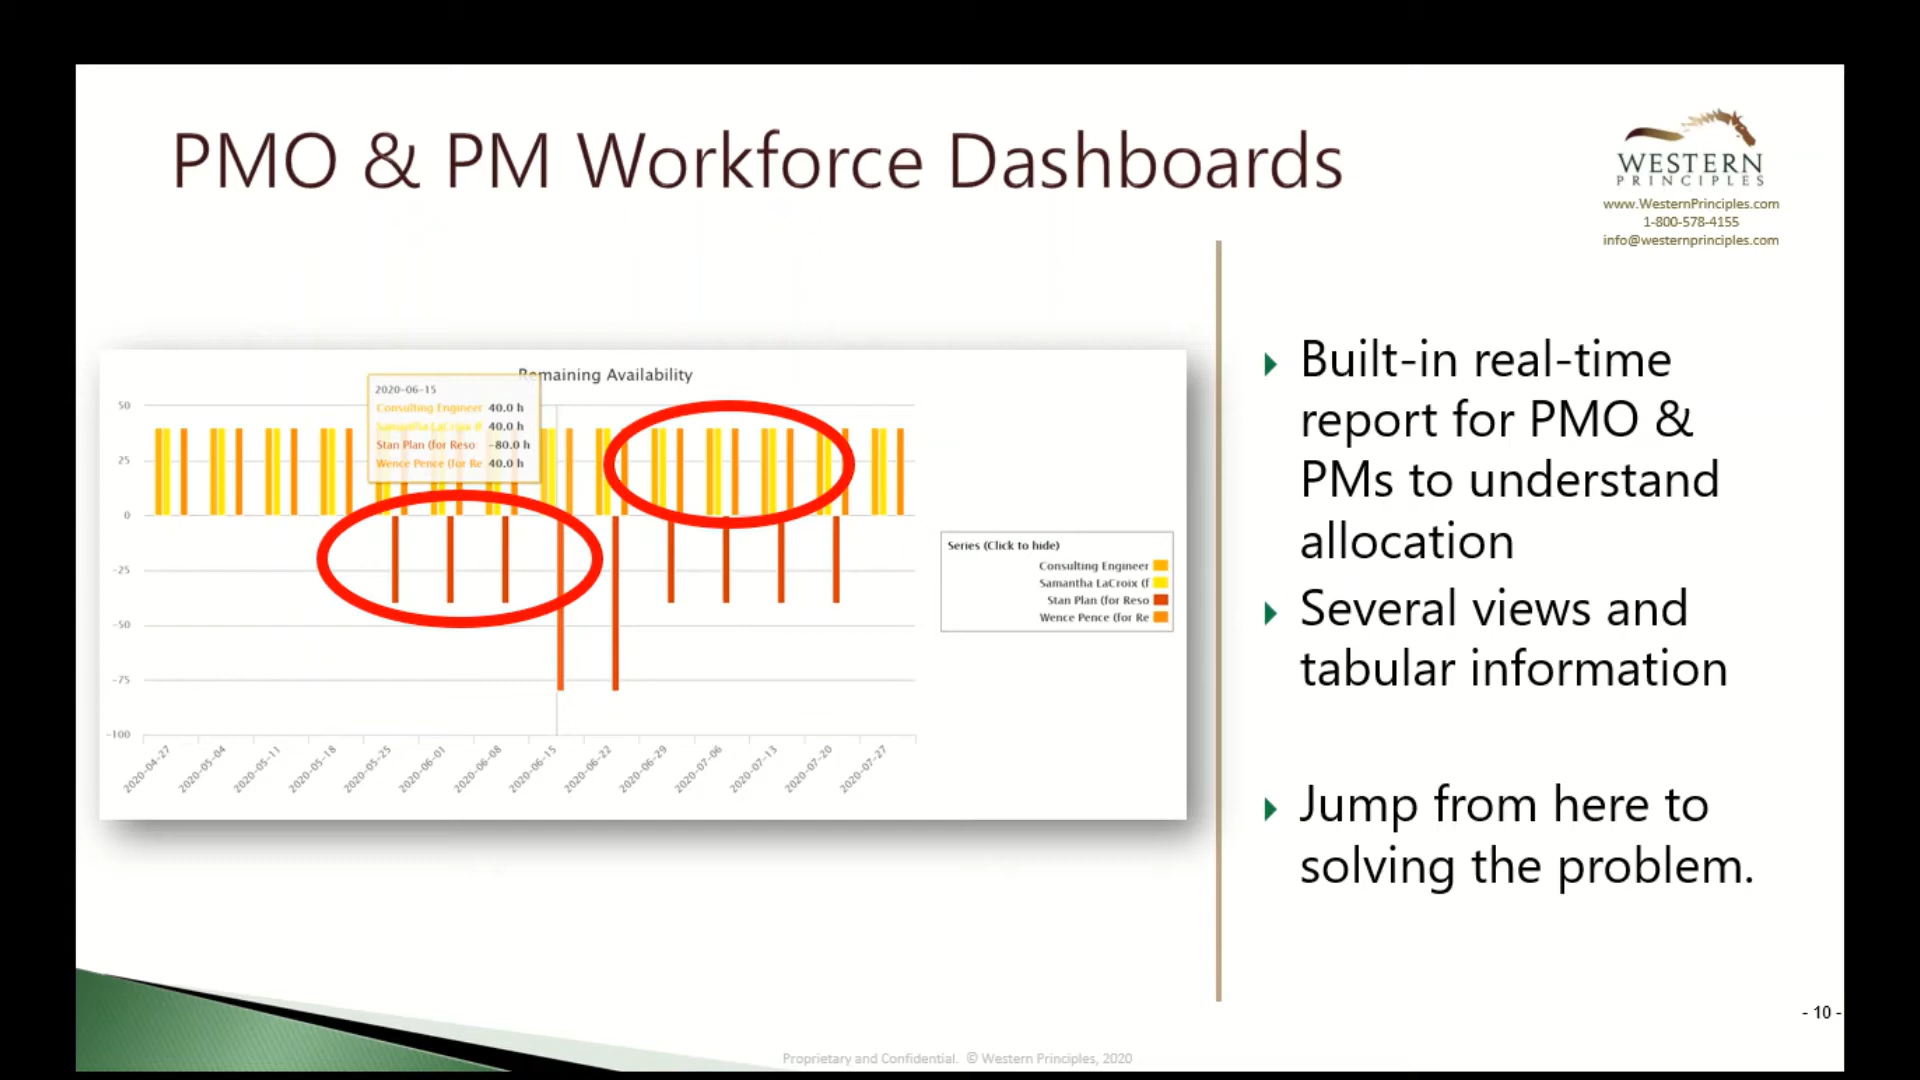 PMO & PM Workforce Dashboards
WESTERN
PRINCIPLES
www.WesternPrinciples.com
1-800-578-4155
info@westernprinciples.com
Remaining Availability
2020-06-15
Consulting Engineer 40.0 h
Samantha LaCroix (f 40.0 h
Stan Plan (for Reso -80.0 h
Wence Pence (for Re 40.0 h
50
25
0
-25
-50
-75
-100
2020-04-27
2020-05-04
2020-05-11
2020-05-18
2020-05-25
2020-06-01
2020-06-08
2020-06-15
2020-06-22
2020-06-29
2020-07-06
2020-07-13
2020-07-20
2020-07-27
Series (Click to hide)
Consulting Engineer
Samantha LaCroix (f
Stan Plan (for Reso
Wence Pence (for Re
Built-in real-time
report for PMO &
PMs to understand
allocation
Several views and
tabular information
Jump from here to
solving the problem.
- 10 -
Proprietary and Confidential. © Western Principles, 2020